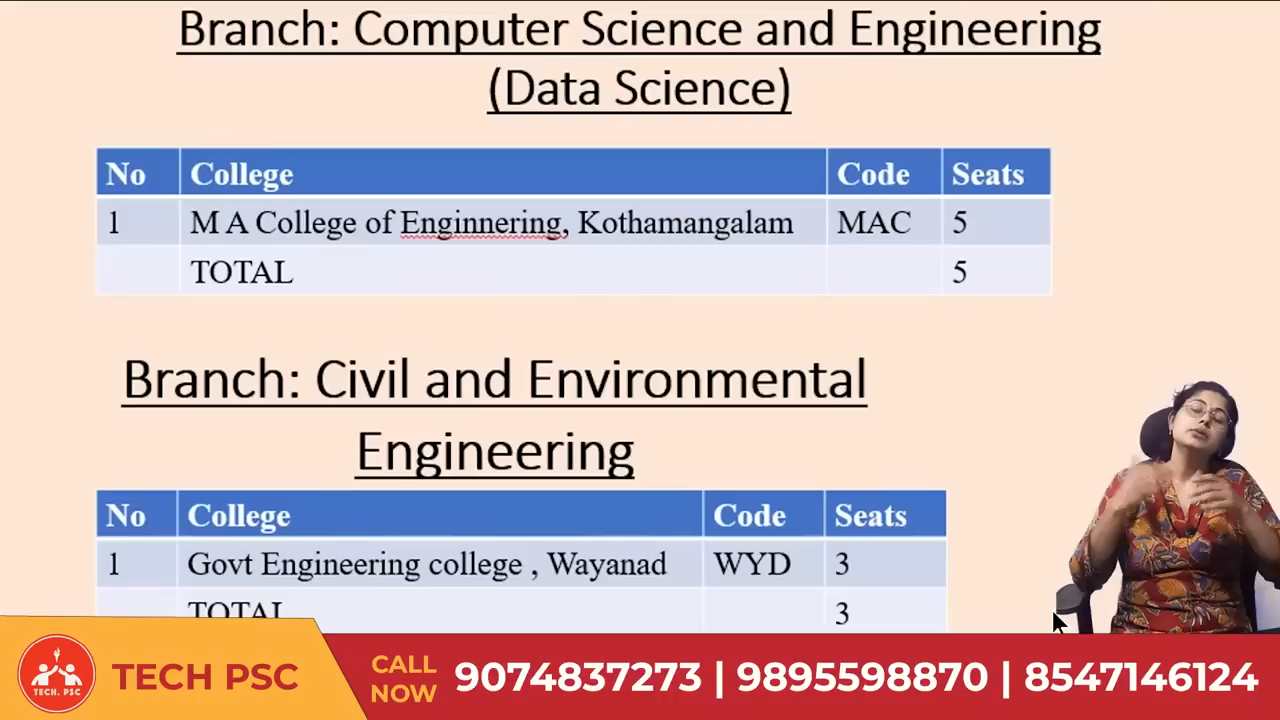 Branch: Computer Science and Engineering
(Data Science)
No College Code Seats
1 M A College of Enginnering, Kothamangalam MAC 5
TOTAL 5
Branch: Civil and Environmental
Engineering
No College Code Seats
1 Govt Engineering college , Wayanad WYD 3
TOTAL 3
TECH. PSC
TECH PSC
CALL
NOW
9074837273 | 9895598870 | 8547146124